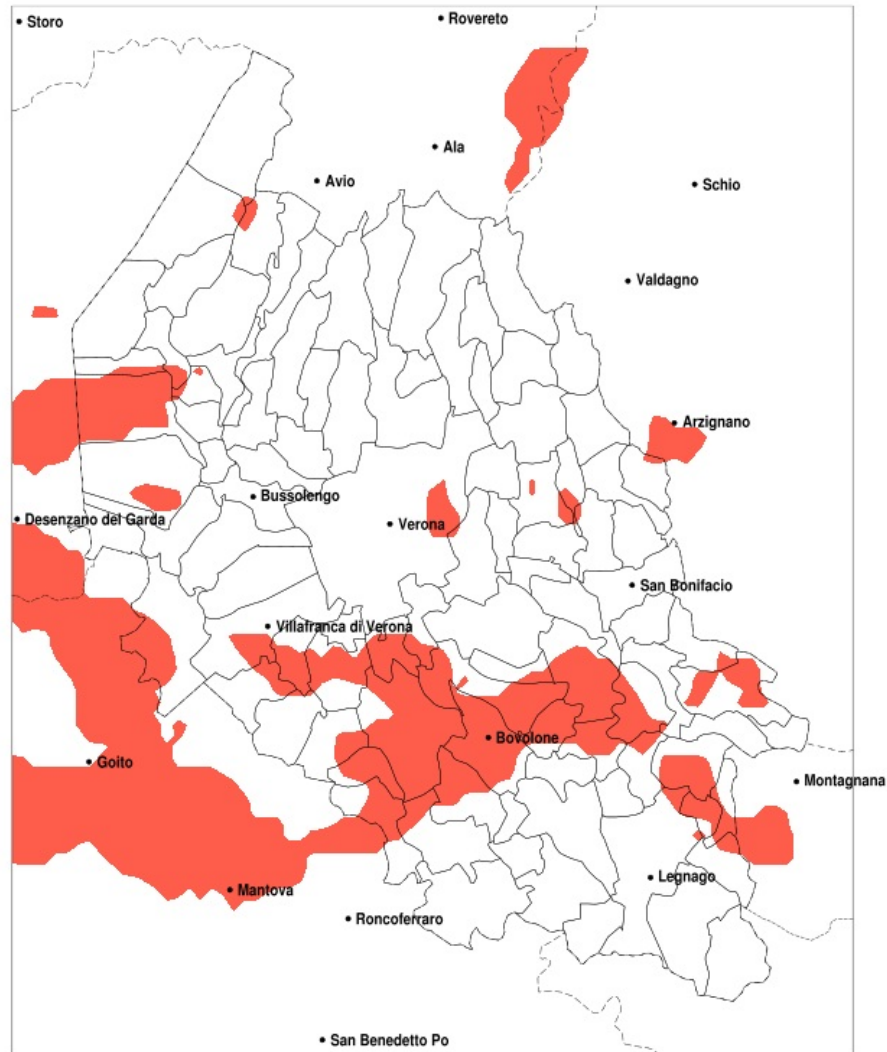 Storo
Rovereto
Ala
Avio
Schio
Valdagno
Arzignano
Bussolengo
Desenzano del Garda
Verona
San Bonifacio
Villafranca di Verona
Bovolone
Goito
Montagnana
Legnago
Mantova
Roncoferraro
San Benedetto Po